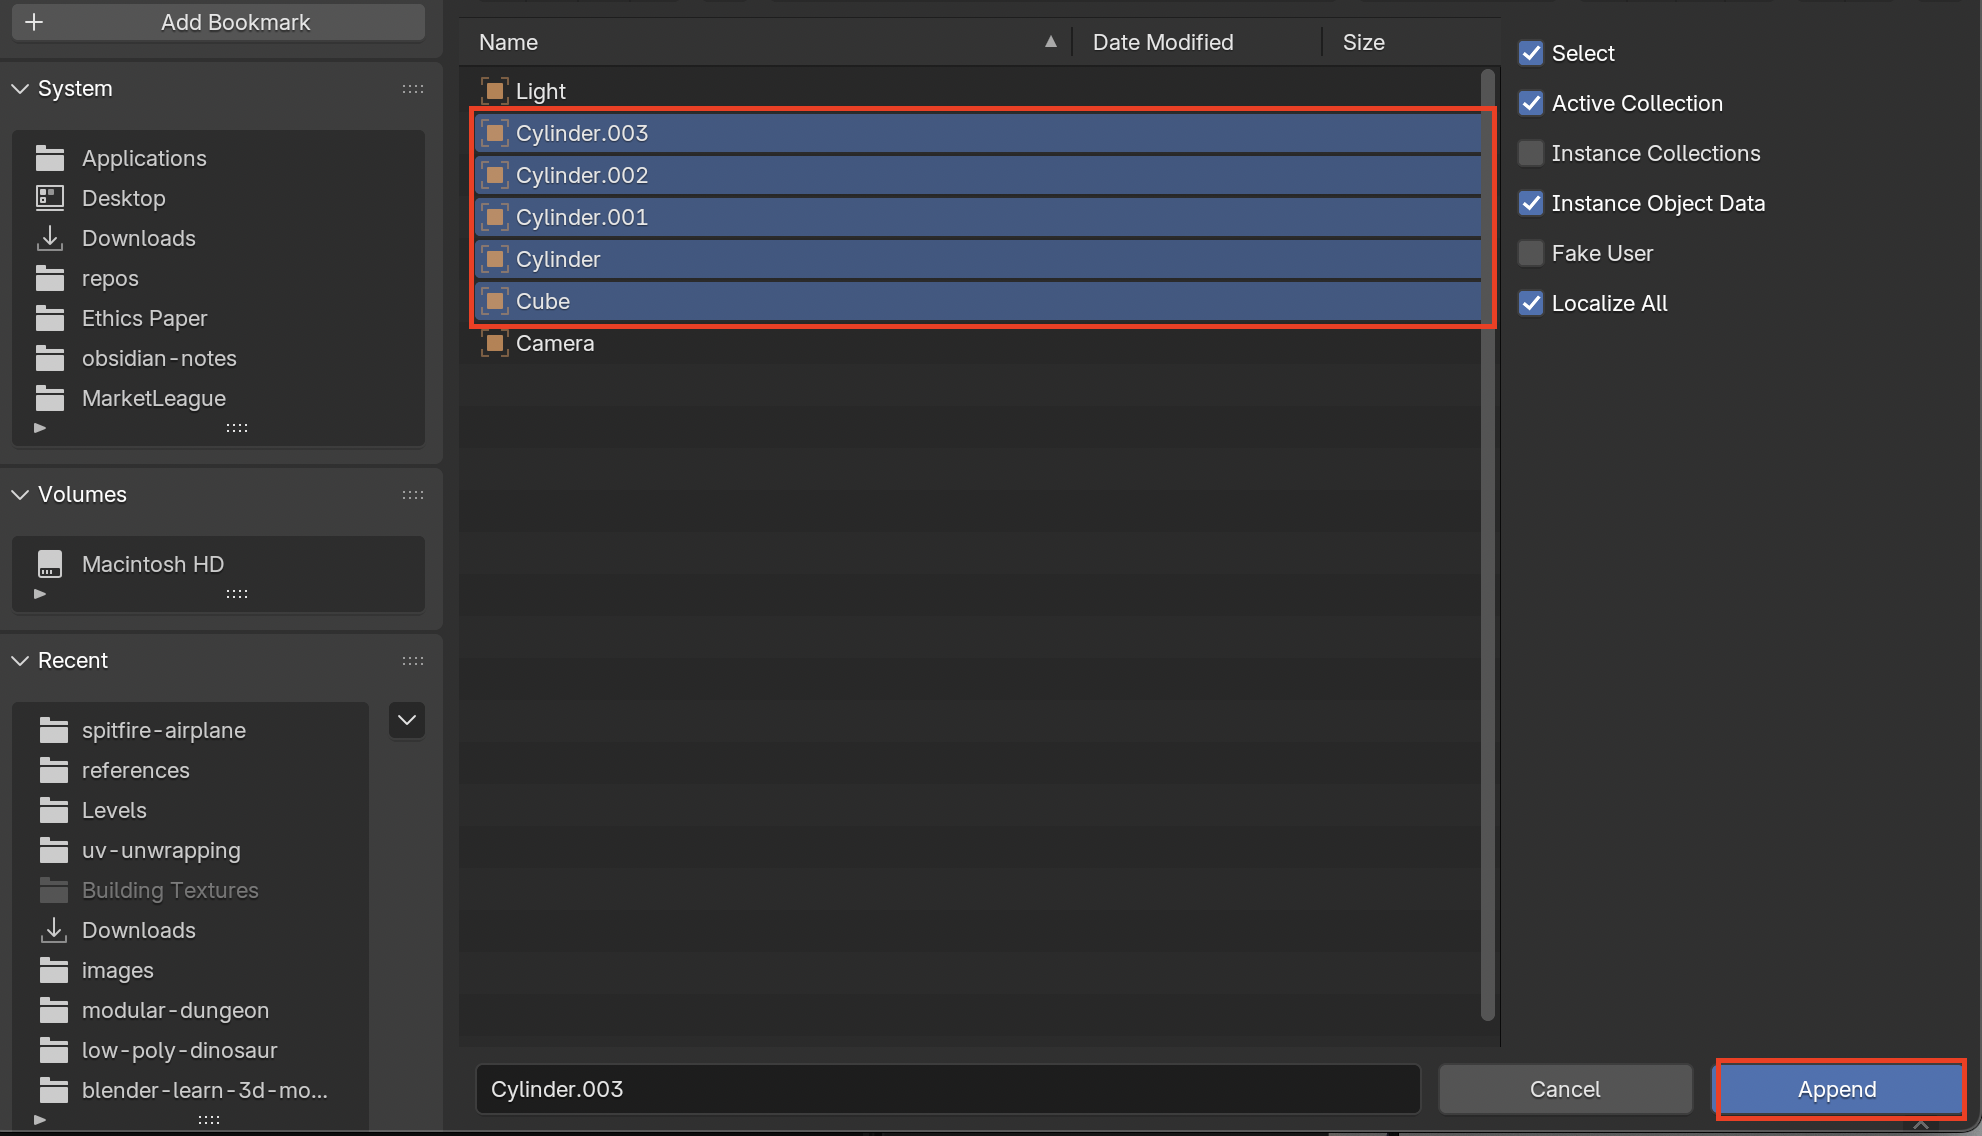 Add Bookmark
System
Applications
Desktop
Downloads
repos
Ethics Paper
obsidian-notes
MarketLeague
Volumes
Macintosh HD
Recent
spitfire-airplane
references
Levels
uv-unwrapping
Building Textures
Downloads
images
modular-dungeon
low-poly-dinosaur
blender-learn-3d-mo...
Name Date Modified Size
Light
Cylinder.003
Cylinder.002
Cylinder.001
Cylinder
Cube
Camera
Cylinder.003
Cancel
Append
Select
Active Collection
Instance Collections
Instance Object Data
Fake User
Localize All